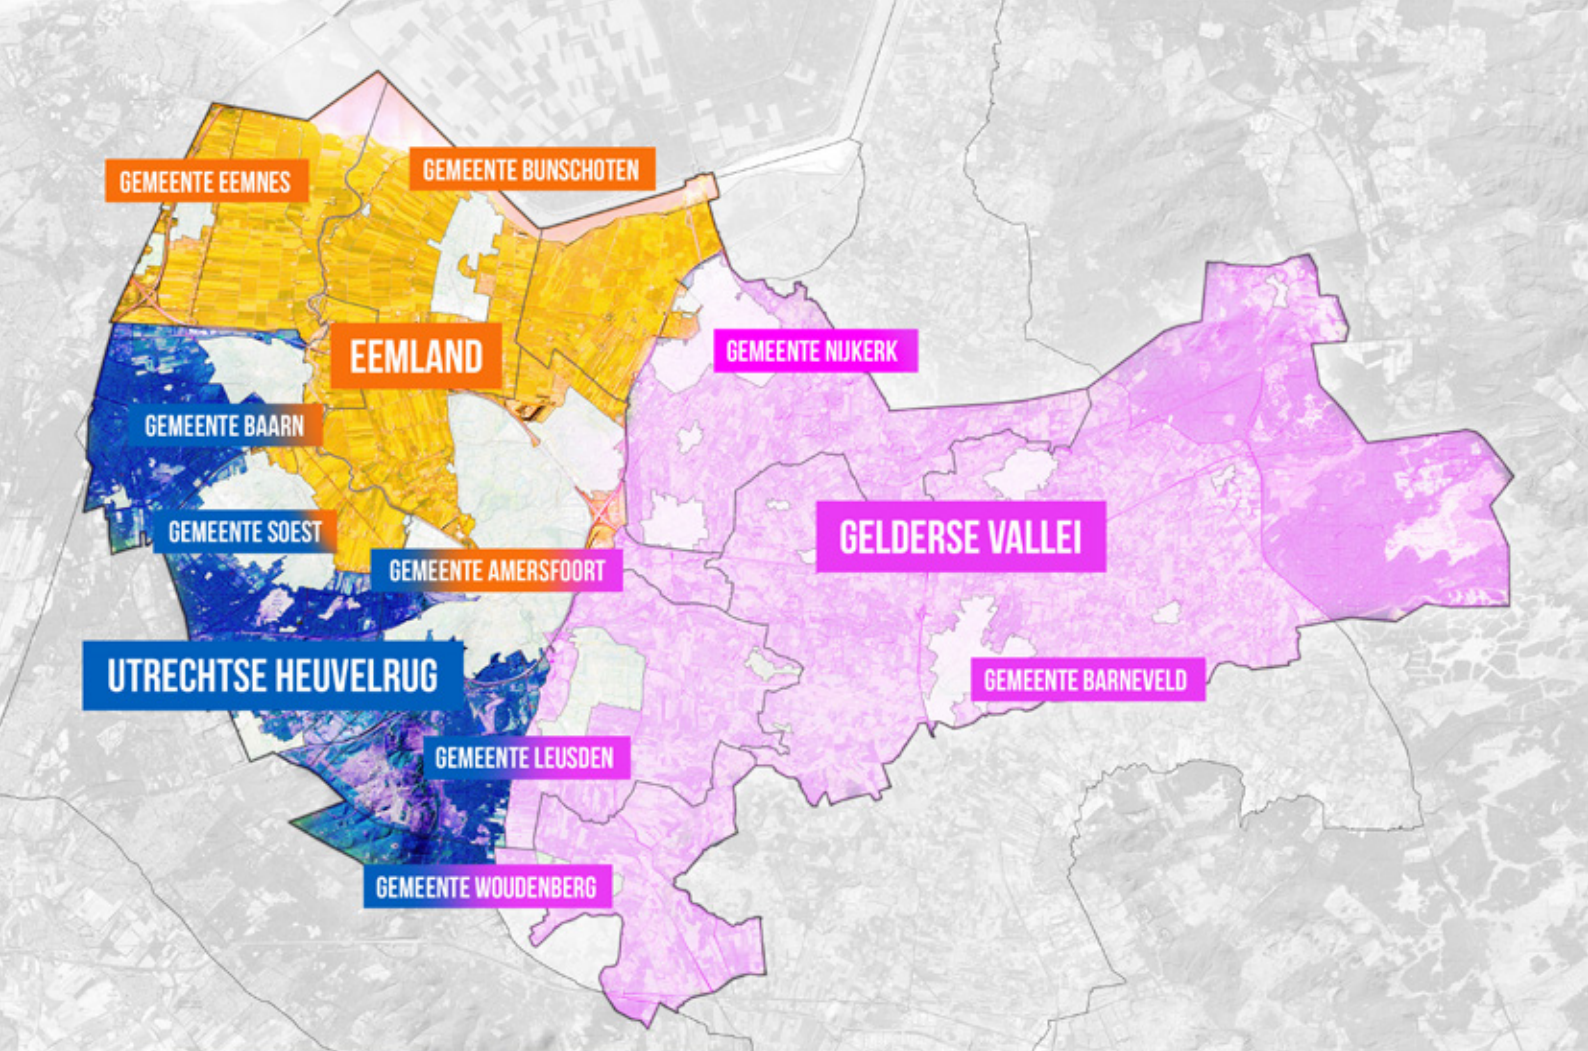 GEMEENTE BUNSCHOTEN
GEMEENTE EEMNES
GEMEENTE NIJKERK
EEMLAND
GEMEENTE BAARN
GEMEENTE SOEST
GELDERSE VALLEI
GEMEENTE AMERSFOORT
UTRECHTSE HEUVELRUG
GEMEENTE BARNEVELD
GEMEENTE LEUSDEN
GEMEENTE WOUDENBERG